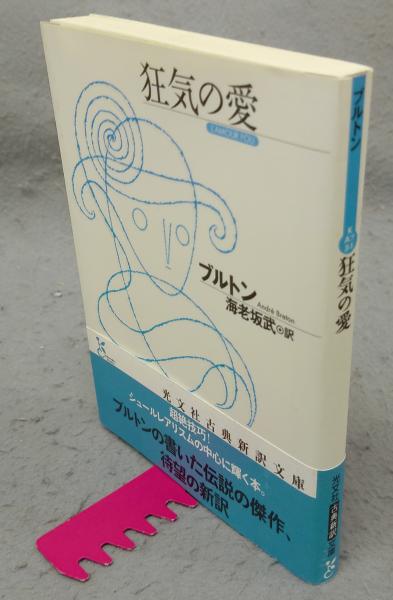 狂気の愛
L'AMOUR FOU
ブルトン
André Breton
海老坂武◉訳
光文社古典新訳文庫
超絶技巧!
シュールレアリスムの中心に輝く本。
ブルトンの書いた伝説の傑作、
待望の新訳
ブルトン
狂気の愛
光文社
古典新訳
文庫